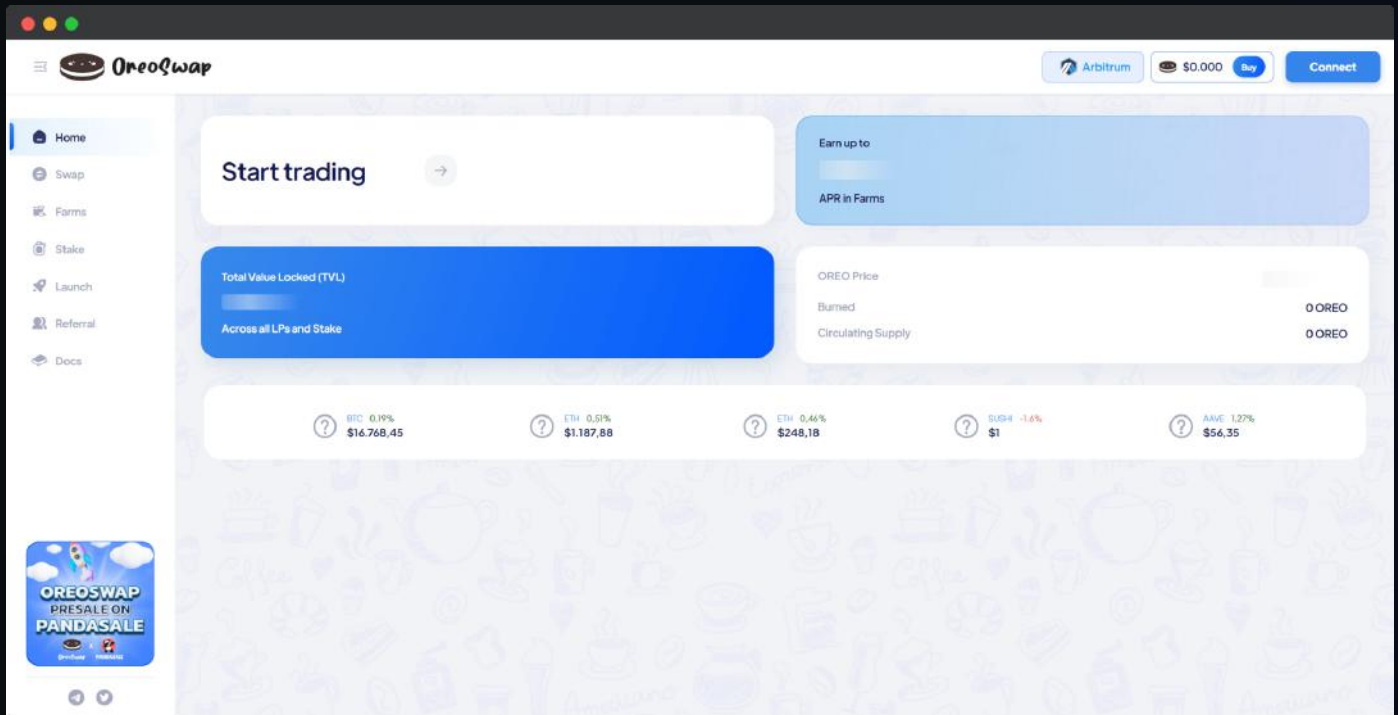 OreoSwap
Arbitrum
$0.000
Buy
Connect
Home
Swap
Farms
Stake
Launch
Referral
Docs
Start trading
Earn up to
APR in Farms
Total Value Locked (TVL)
Across all LPs and Stake
OREO Price
Burned
0 OREO
Circulating Supply
0 OREO
BTC 0,19%
$16.768,45
ETH 0,51%
$1.187,88
ETH 0,46%
$248,18
SUSHI -1.6%
$1
AAVE 1,27%
$56,35
OREOSWAP
PRESALE ON
PANDASALE
OreoSwap
Coffee